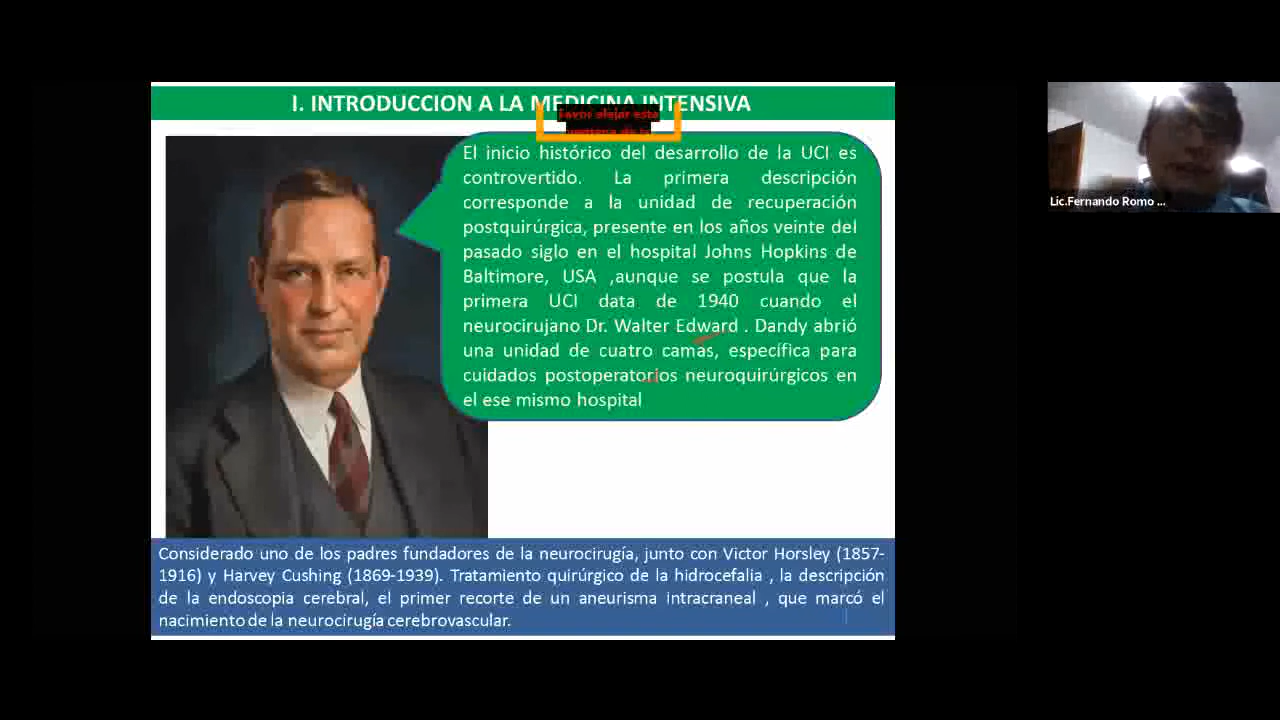 I. INTRODUCCION A LA MEDICINA INTENSIVA
Favor alejar esta
ventana de la
El inicio histórico del desarrollo de la UCI es
controvertido. La primera descripción
corresponde a la unidad de recuperación
postquirúrgica, presente en los años veinte del
pasado siglo en el hospital Johns Hopkins de
Baltimore, USA ,aunque se postula que la
primera UCI data de 1940 cuando el
neurocirujano Dr. Walter Edward . Dandy abrió
una unidad de cuatro camas, específica para
cuidados postoperatorios neuroquirúrgicos en
el ese mismo hospital
Lic.Fernando Romo ...
Considerado uno de los padres fundadores de la neurocirugía, junto con Victor Horsley (1857-
1916) y Harvey Cushing (1869-1939). Tratamiento quirúrgico de la hidrocefalia , la descripción
de la endoscopia cerebral, el primer recorte de un aneurisma intracraneal , que marcó el
nacimiento de la neurocirugía cerebrovascular.